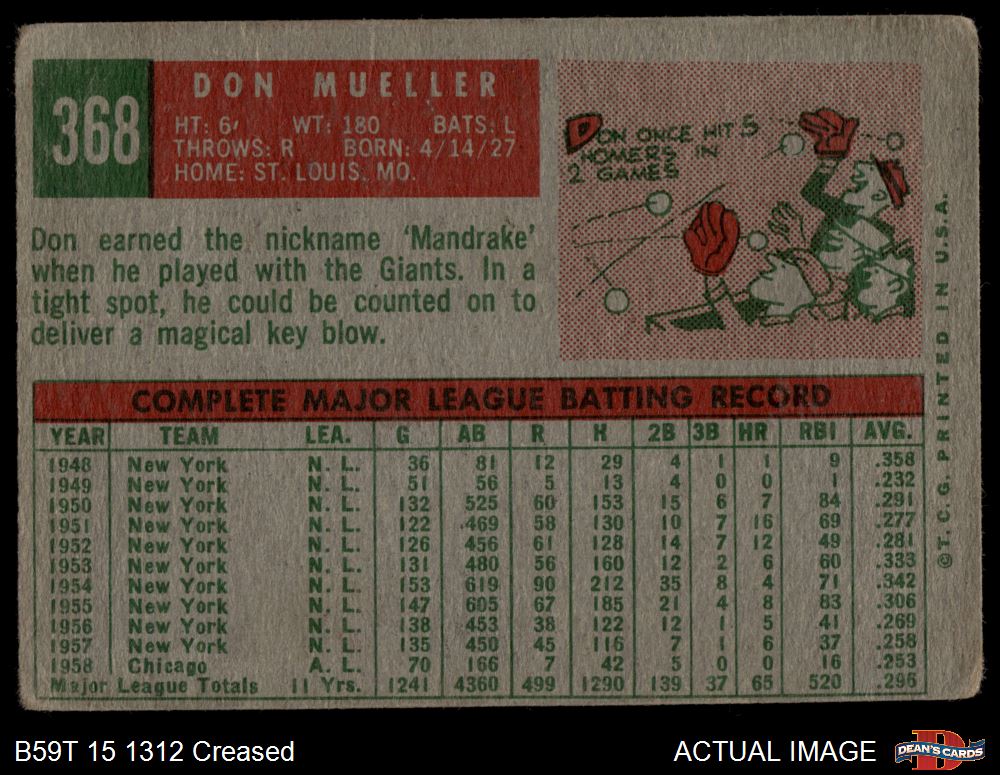 368
DON MUELLER
HT: 6' WT: 180 BATS: L
THROWS: R BORN: 4/14/27
HOME: ST. LOUIS, MO.
DON ONCE HIT 5
HOMERS IN
2 GAMES
Don earned the nickname 'Mandrake'
when he played with the Giants. In a
tight spot, he could be counted on to
deliver a magical key blow.
COMPLETE MAJOR LEAGUE BATTING RECORD
YEAR TEAM LEA. G AB R H 2B 3B HR RBI AVG.
1948 New York N. L. 36 81 12 29 4 1 1 9 .358
1949 New York N. L. 51 56 5 13 4 0 0 1 .232
1950 New York N. L. 132 525 60 153 15 6 7 84 .291
1951 New York N. L. 122 469 58 130 10 7 16 69 .277
1952 New York N. L. 126 456 61 128 14 7 12 49 .281
1953 New York N. L. 131 480 56 160 12 2 6 60 .333
1954 New York N. L. 153 619 90 212 35 8 4 71 .342
1955 New York N. L. 147 605 67 185 21 4 8 83 .306
1956 New York N. L. 138 453 38 122 12 1 5 41 .269
1957 New York N. L. 135 450 45 116 7 1 6 37 .258
1958 Chicago A. L. 70 166 7 42 5 0 0 16 .253
Major League Totals 11 Yrs. 1241 4360 499 1290 139 37 65 520 .296
©T. C. G. PRINTED IN U.S.A.
B59T 15 1312 Creased
ACTUAL IMAGE
D
DEAN'S CARDS